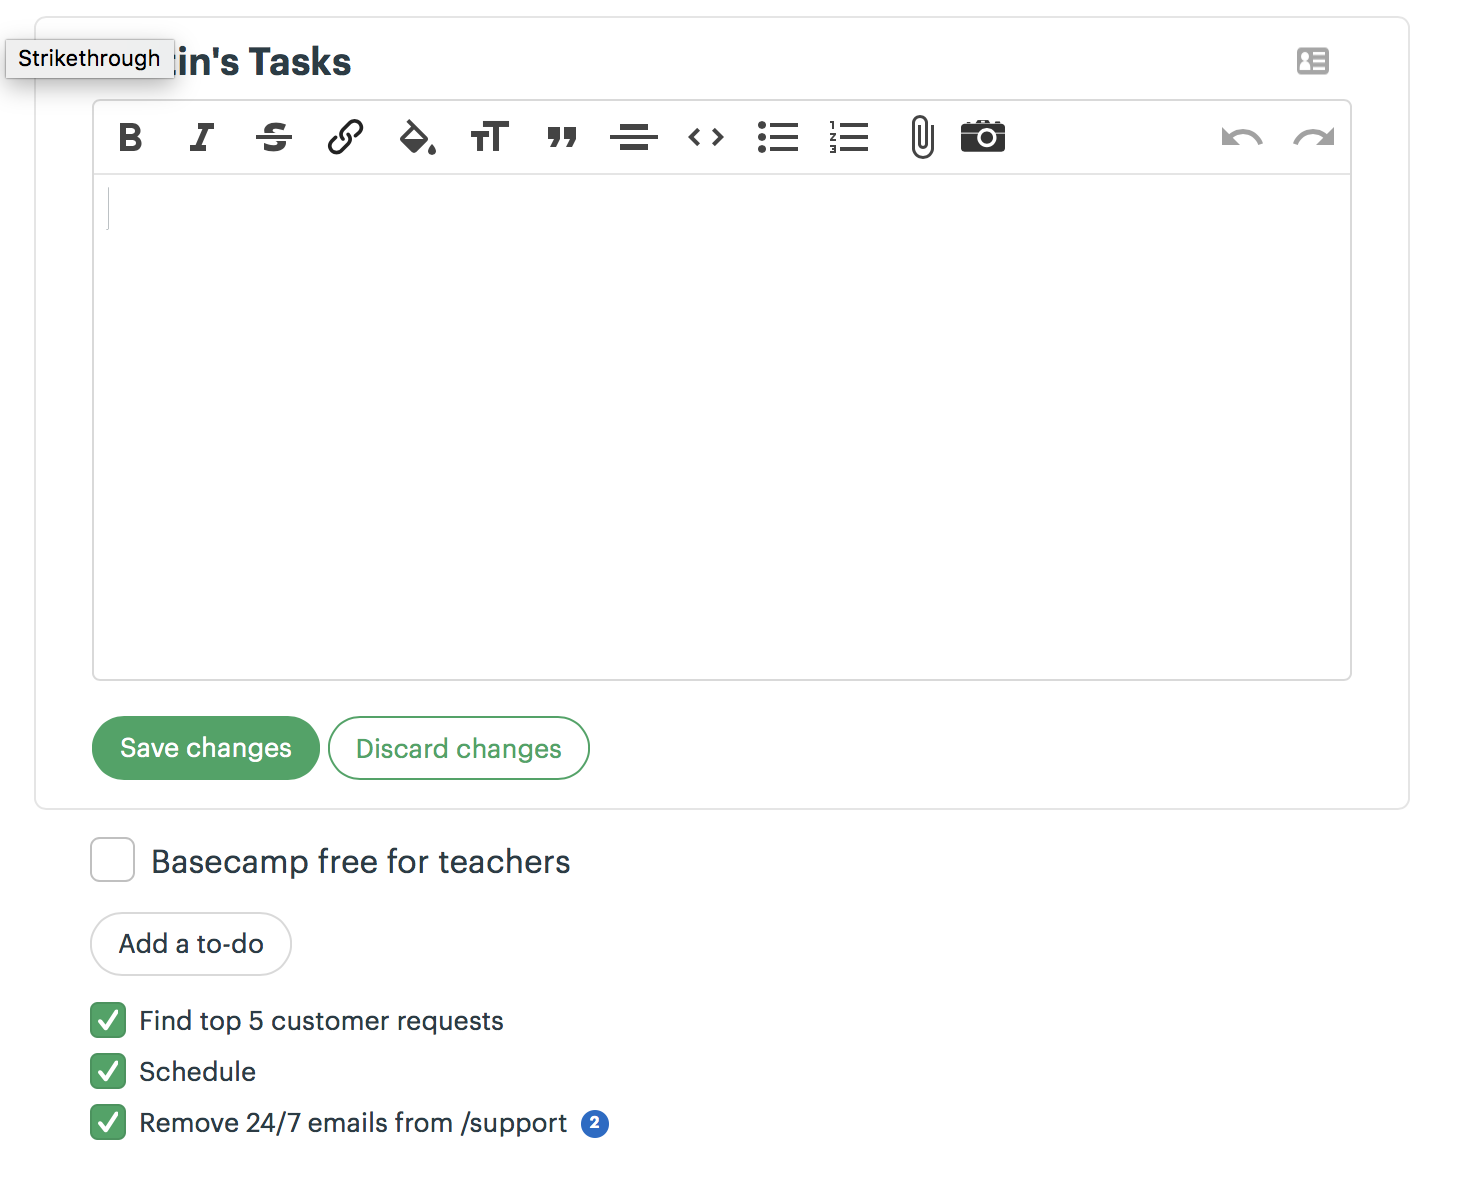 Strikethrough
in's Tasks
B I S
Save changes
Discard changes
Basecamp free for teachers
Add a to-do
Find top 5 customer requests
Schedule
Remove 24/7 emails from /support 2